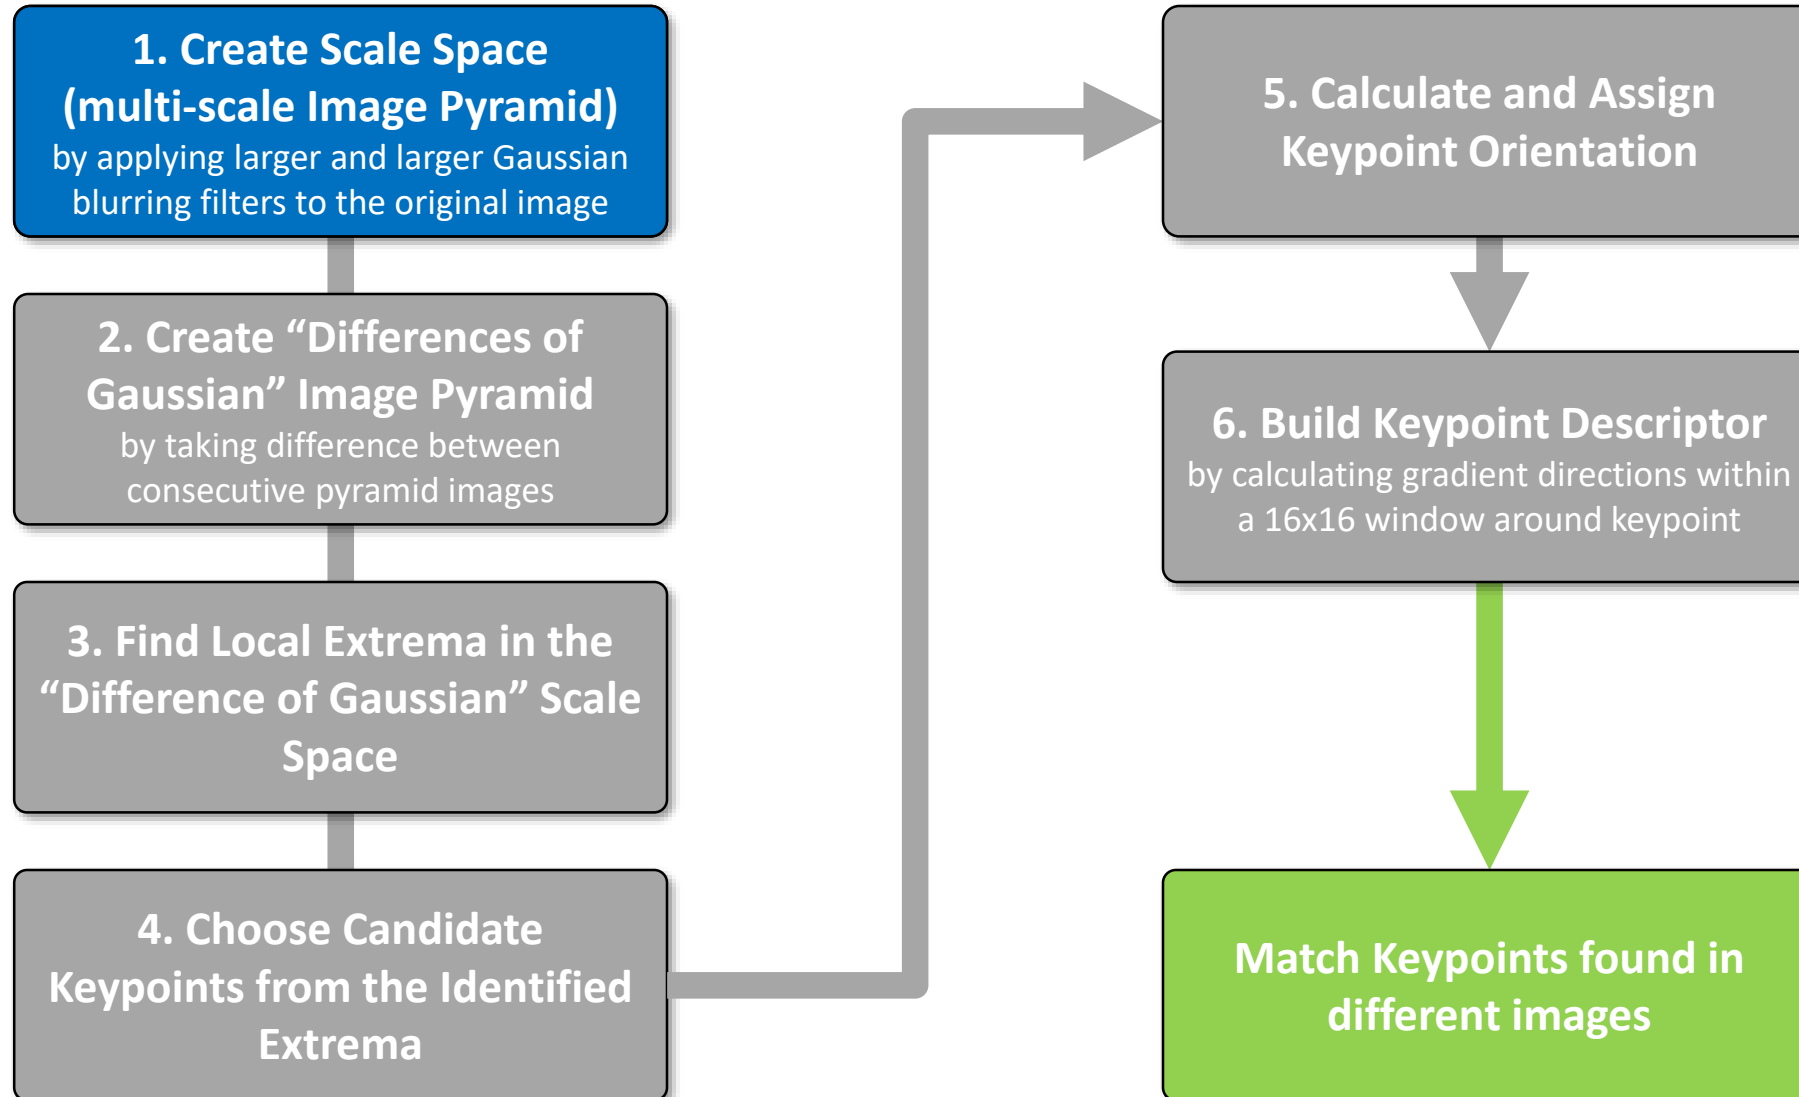 1. Create Scale Space
(multi-scale Image Pyramid)
by applying larger and larger Gaussian
blurring filters to the original image
2. Create “Differences of
Gaussian” Image Pyramid
by taking difference between
consecutive pyramid images
3. Find Local Extrema in the
“Difference of Gaussian” Scale
Space
4. Choose Candidate
Keypoints from the Identified
Extrema
5. Calculate and Assign
Keypoint Orientation
6. Build Keypoint Descriptor
by calculating gradient directions within
a 16x16 window around keypoint
Match Keypoints found in
different images